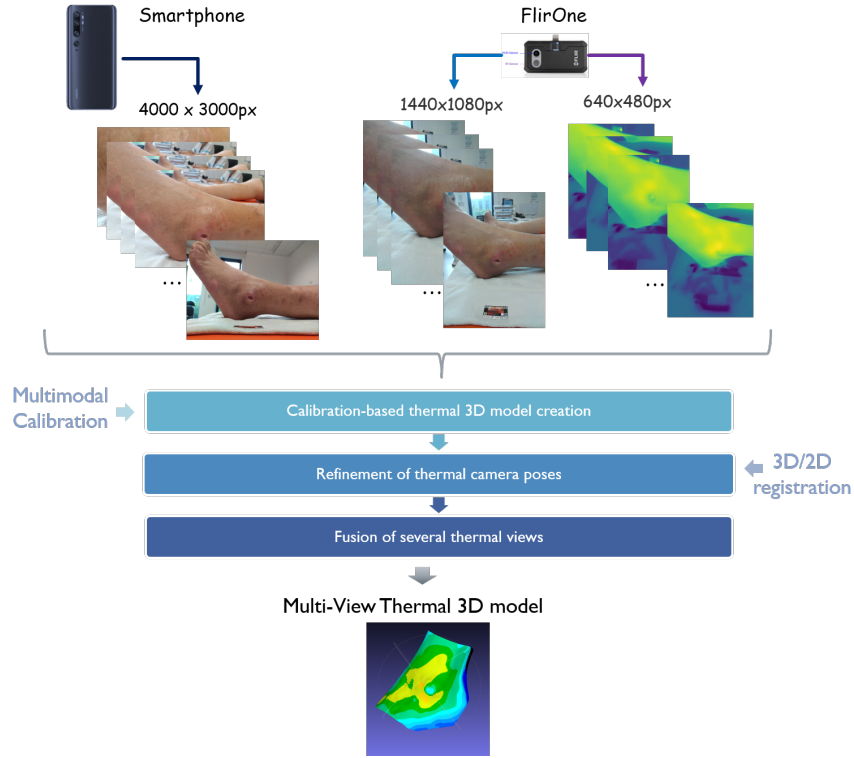 Smartphone
FlirOne
4000 x 3000px
1440x1080px
640x480px
...
...
...
Multimodal
Calibration
Calibration-based thermal 3D model creation
Refinement of thermal camera poses
3D/2D
registration
Fusion of several thermal views
Multi-View Thermal 3D model